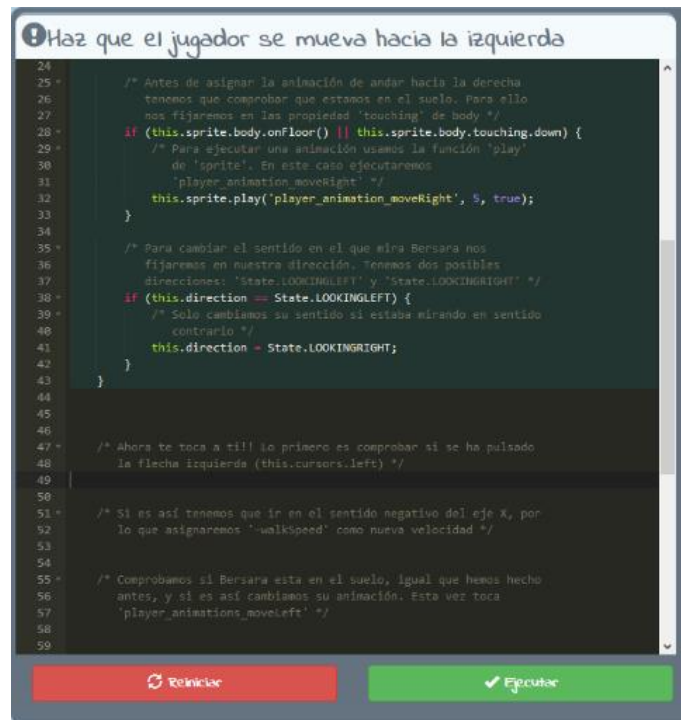 Haz que el jugador se mueva hacia la izquierda
24
25 /* Antes de asignar la animación de andar hacia la derecha
26 tenemos que comprobar que estamos en el suelo. Para ello
27 nos fijaremos en las propiedad 'touching' de body */
28 if (this.sprite.body.onFloor() || this.sprite.body.touching.down) {
29 /* Para ejecutar una animación usamos la función 'play'
30 de 'sprite'. En este caso ejecutaremos
31 'player_animation_moveRight' */
32 this.sprite.play('player_animation_moveRight', 5, true);
33 }
34
35 /* Para cambiar el sentido en el que mira Bersara nos
36 fijaremos en nuestra dirección. Tenemos dos posibles
37 direcciones: 'State.LOOKINGLEFT' y 'State.LOOKINGRIGHT' */
38 if (this.direction == State.LOOKINGLEFT) {
39 /* Solo cambiamos su sentido si estaba mirando en sentido
40 contrario */
41 this.direction = State.LOOKINGRIGHT;
42 }
43 }
44
45
46
47 /* Ahora te toca a ti!! Lo primero es comprobar si se ha pulsado
48 la flecha izquierda (this.cursors.left) */
49
50
51 /* Si es así tenemos que ir en el sentido negativo del eje X, por
52 lo que asignaremos '-walkSpeed' como nueva velocidad */
53
54
55 /* Comprobamos si Bersara esta en el suelo, igual que hemos hecho
56 antes, y si es así cambiamos su animación. Esta vez toca
57 'player_animations_moveLeft' */
58
59
Reiniciar
Ejecutar